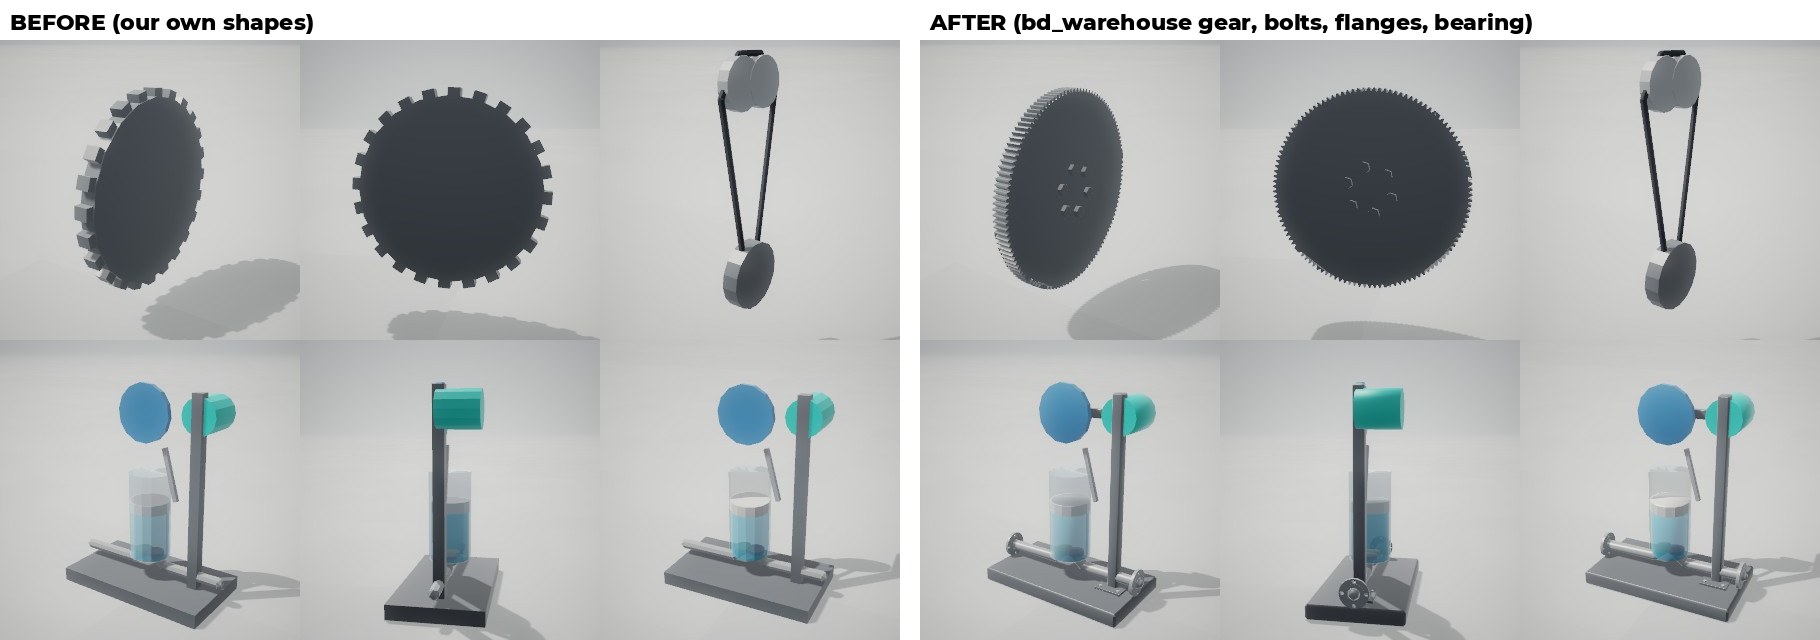 BEFORE (our own shapes)
AFTER (bd_warehouse gear, bolts, flanges, bearing)